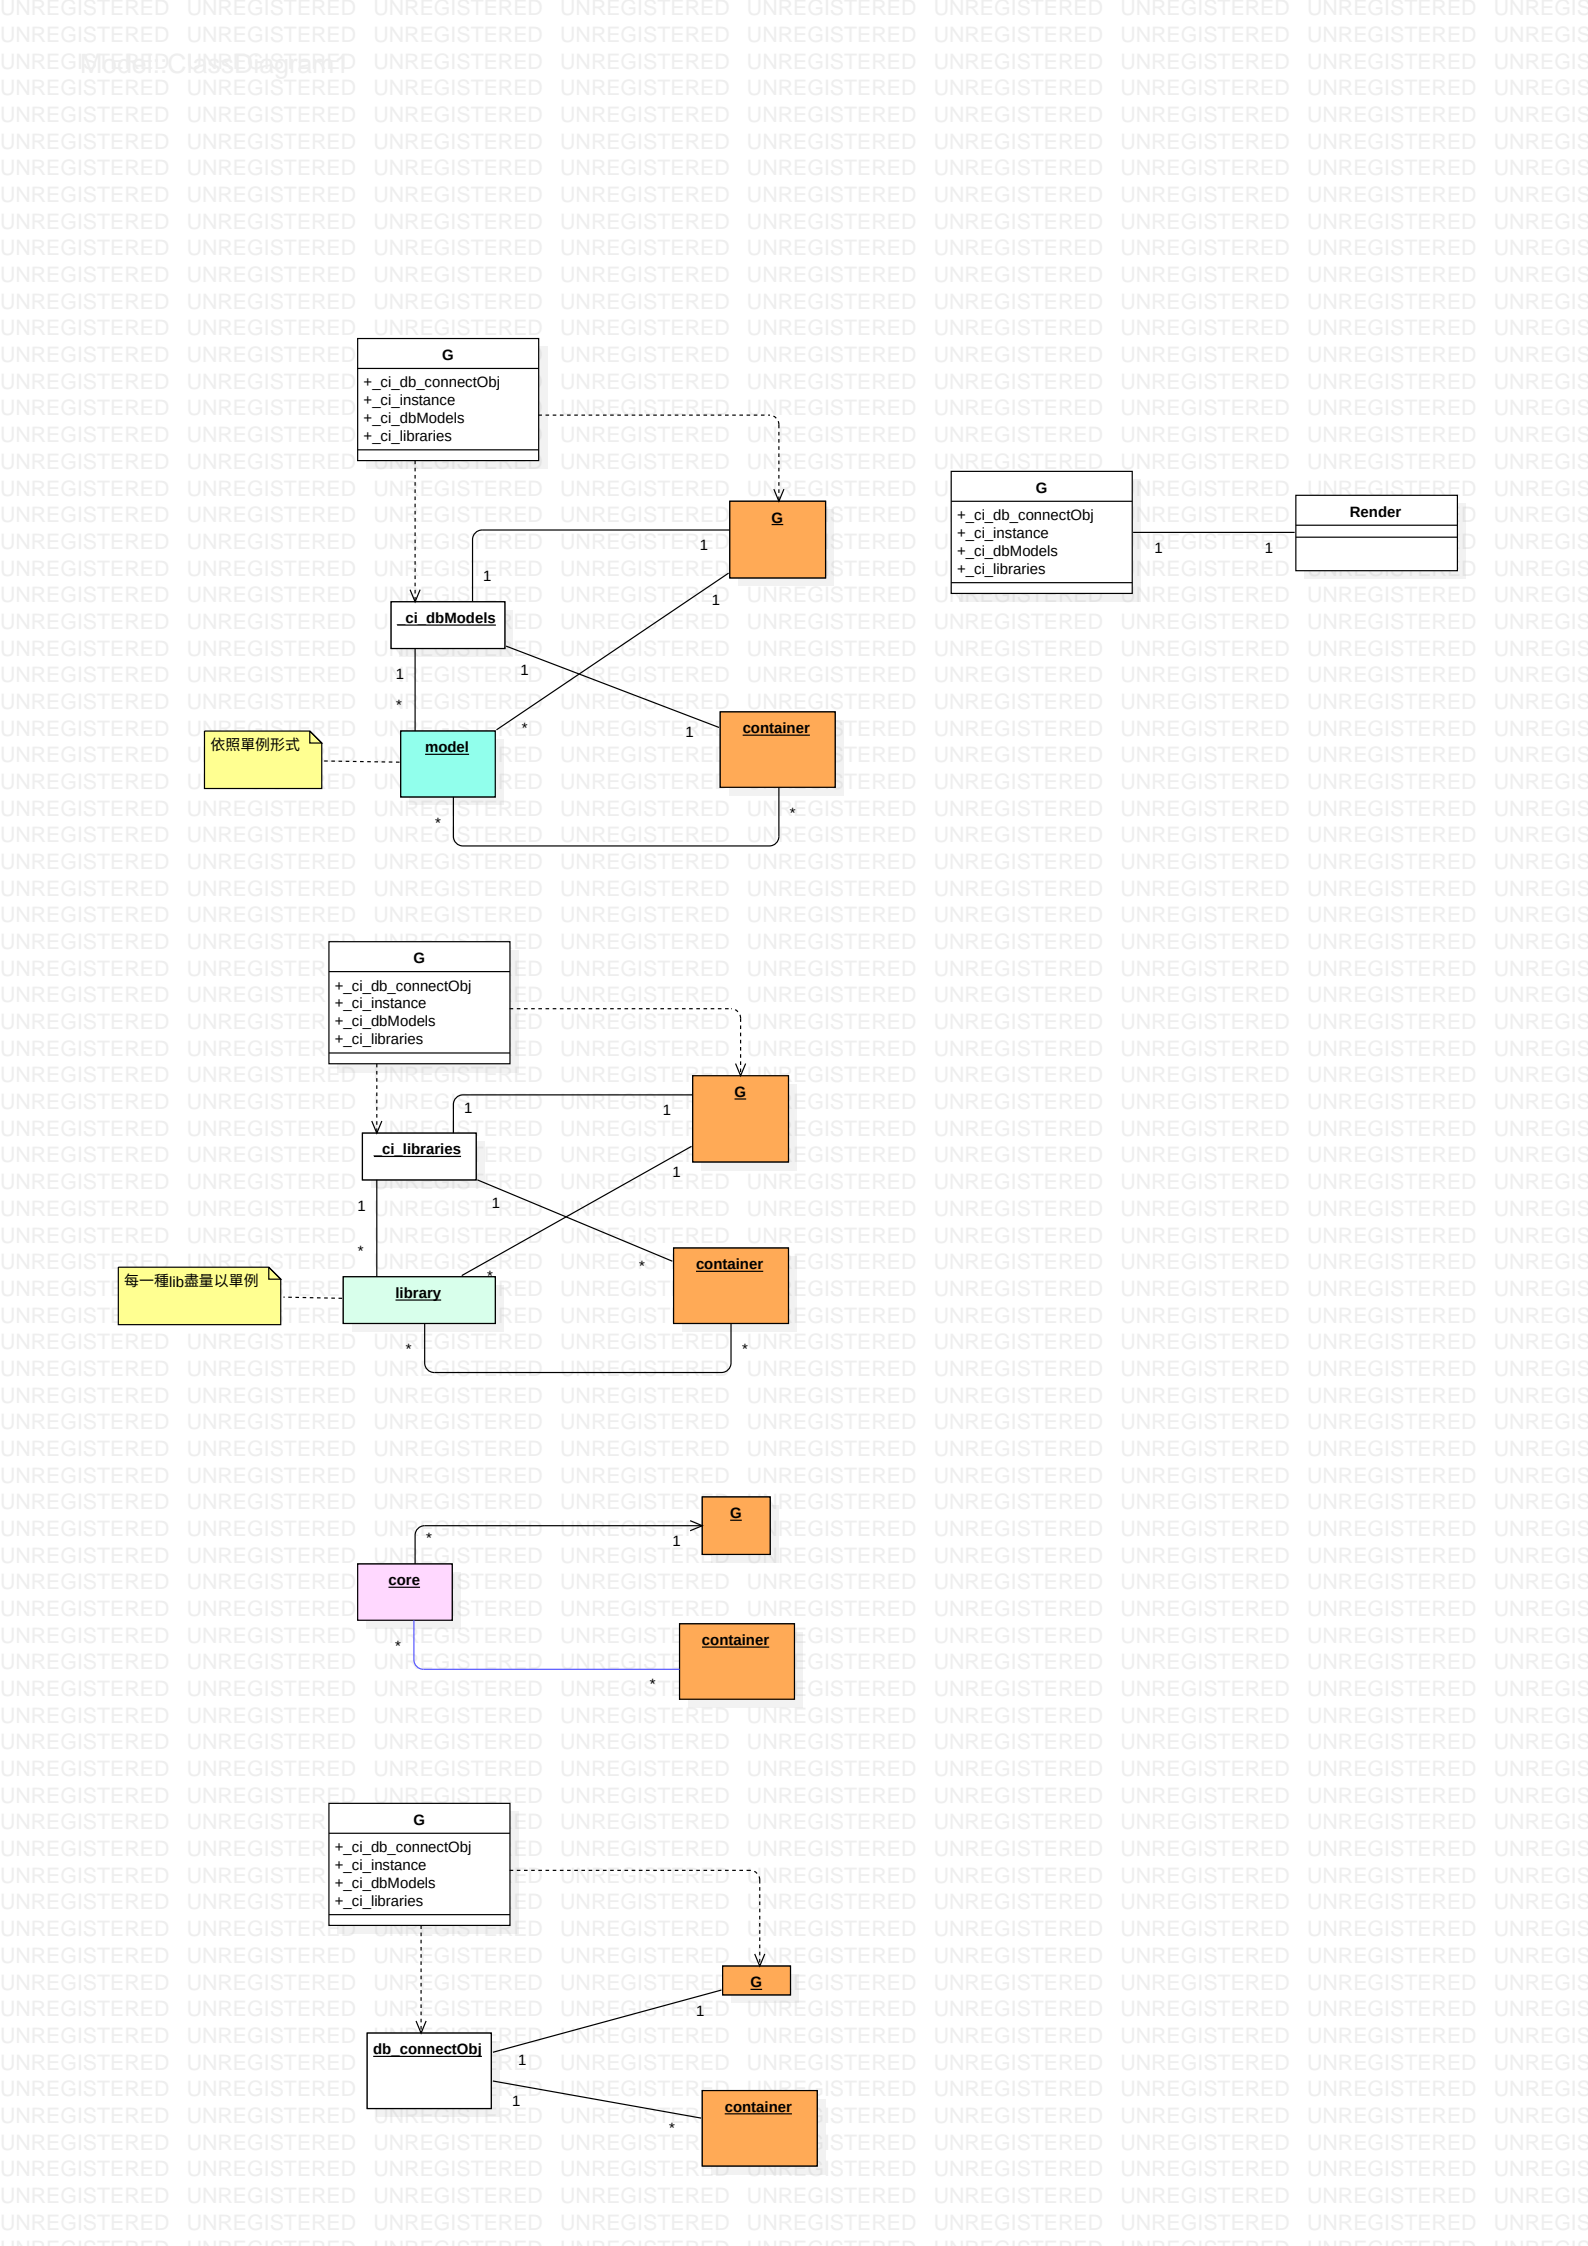 Model::ClassDiagram1
G
+_ci_db_connectObj
+_ci_instance
+_ci_dbModels
+_ci_libraries
G
1
1
_ci_dbModels
1
1
1
*
*
1
container
model
依照單例形式
*
*
G
+_ci_db_connectObj
+_ci_instance
+_ci_dbModels
+_ci_libraries
1
1
Render
G
+_ci_db_connectObj
+_ci_instance
+_ci_dbModels
+_ci_libraries
G
1
1
_ci_libraries
1
1
1
*
*
*
container
library
每一種lib盡量以單例
*
*
G
*
1
core
container
*
*
G
+_ci_db_connectObj
+_ci_instance
+_ci_dbModels
+_ci_libraries
G
1
db_connectObj
1
1
container
*
UNREGISTERED